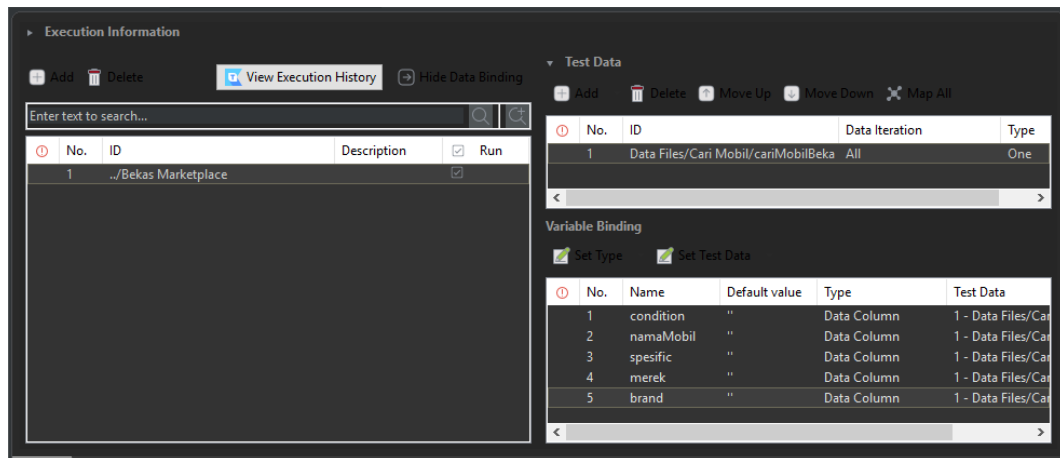 Execution Information
Add Delete View Execution History Hide Data Binding
Enter text to search...
No. ID Description Run
1 ../Bekas Marketplace
Test Data
Add Delete Move Up Move Down Map All
No. ID Data Iteration Type
1 Data Files/Cari Mobil/cariMobilBeka All One
Variable Binding
Set Type Set Test Data
No. Name Default value Type Test Data
1 condition '' Data Column 1 - Data Files/Car
2 namaMobil '' Data Column 1 - Data Files/Car
3 spesific '' Data Column 1 - Data Files/Car
4 merek '' Data Column 1 - Data Files/Car
5 brand '' Data Column 1 - Data Files/Car